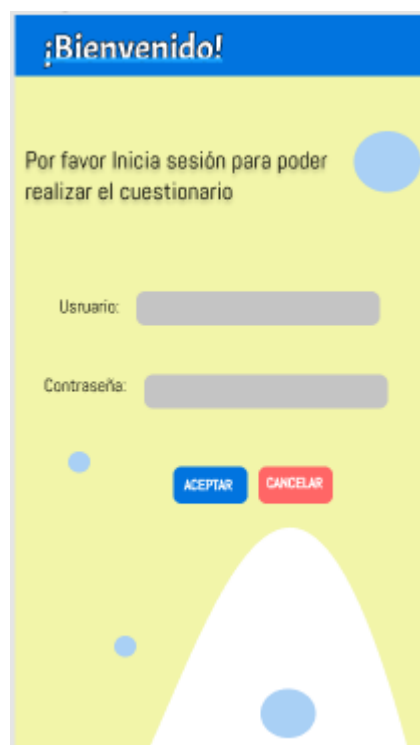 ¡Bienvenido!
Por favor Inicia sesión para poder
realizar el cuestionario
Usruario:
Contraseña:
ACEPTAR CANCELAR